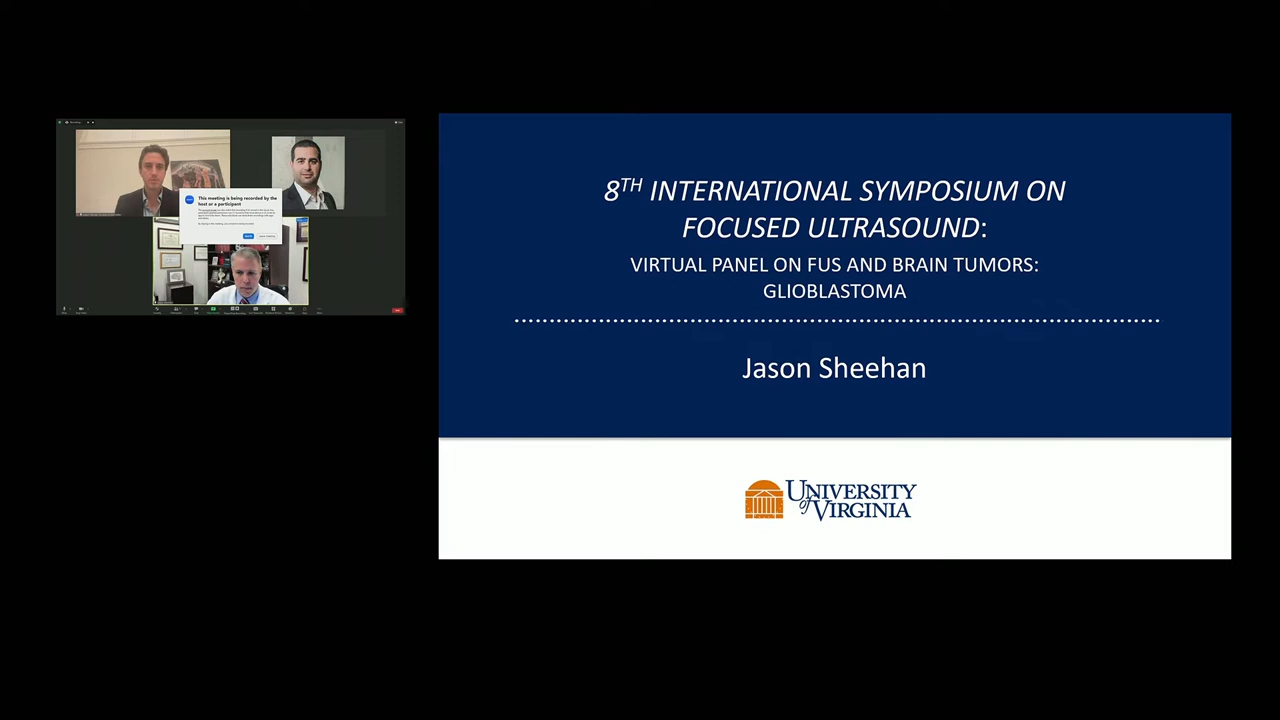 This meeting is being recorded by the
host or a participant
8TH INTERNATIONAL SYMPOSIUM ON
FOCUSED ULTRASOUND:
VIRTUAL PANEL ON FUS AND BRAIN TUMORS:
GLIOBLASTOMA
Jason Sheehan
UNIVERSITY
of VIRGINIA